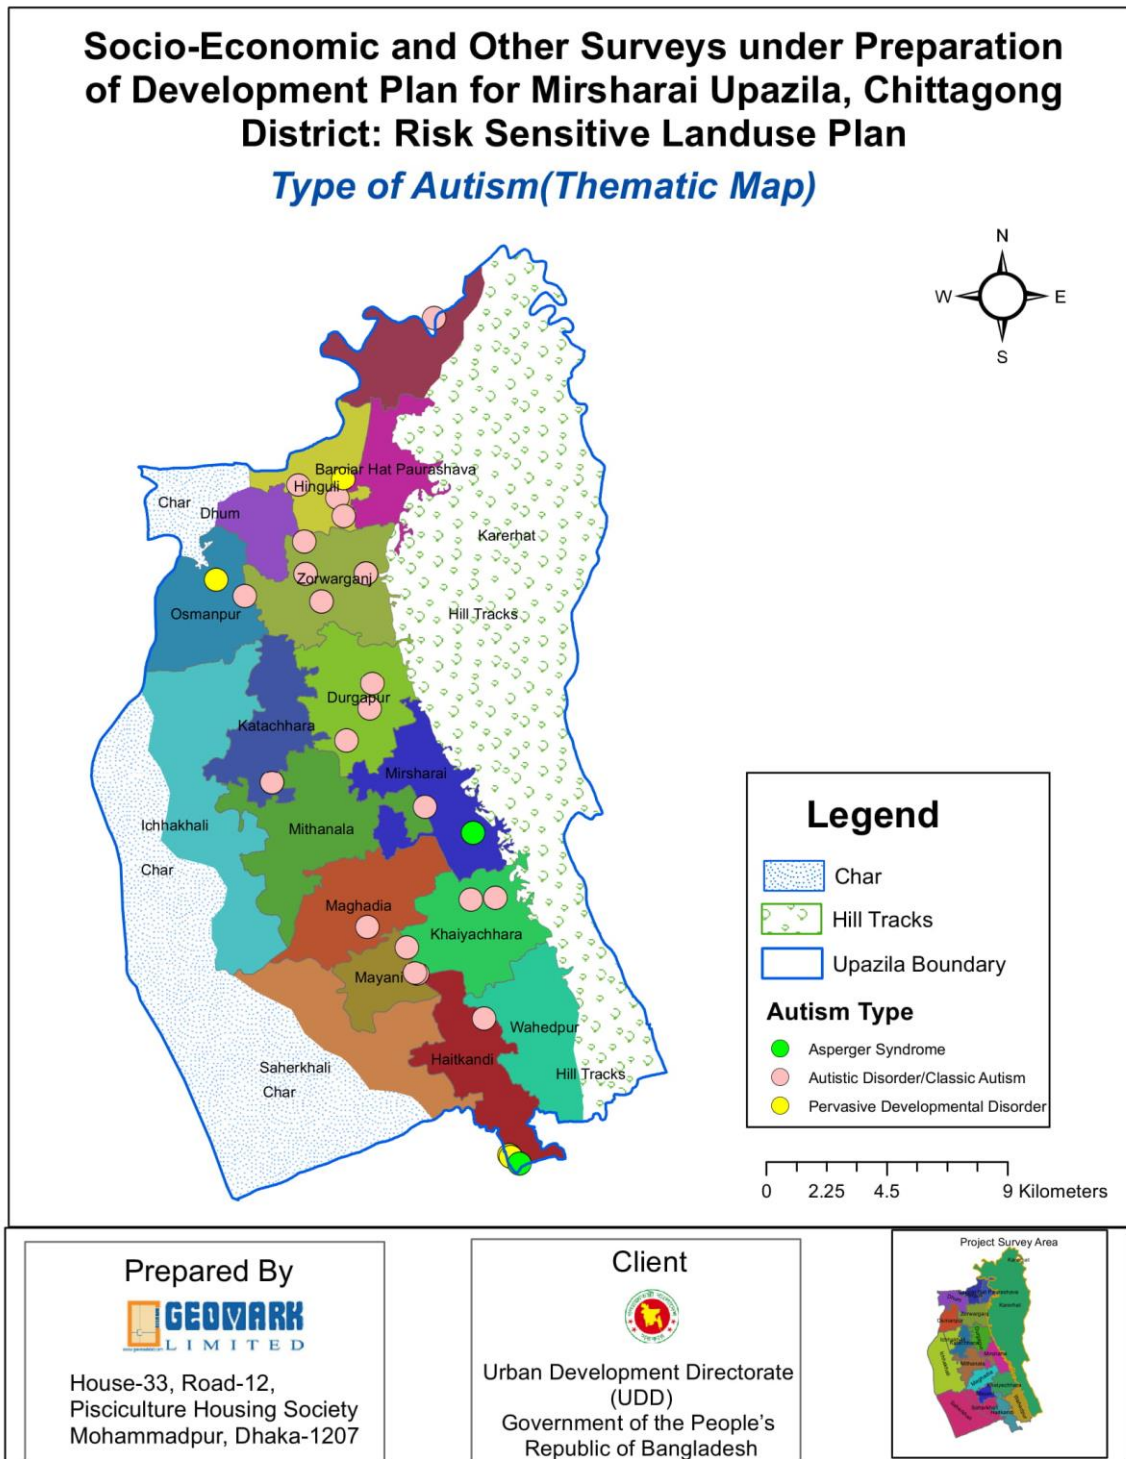 Socio-Economic and Other Surveys under Preparation
of Development Plan for Mirsharai Upazila, Chittagong
District: Risk Sensitive Landuse Plan
Type of Autism(Thematic Map)
N
W
E
S
Baroiar Hat Paurashava
Hinguli
Char
Dhum
Karerhat
Zorwarganj
Osmanpur
Hill Tracks
Durgapur
Katachhara
Mirsharai
Ichhakhali
Mithanala
Char
Maghadia
Khaiyachhara
Mayani
Wahedpur
Haitkandi
Saherkhali
Char
Hill Tracks
Legend
Char
Hill Tracks
Upazila Boundary
Autism Type
Asperger Syndrome
Autistic Disorder/Classic Autism
Pervasive Developmental Disorder
0 2.25 4.5 9 Kilometers
Prepared By
GEOMARK
LIMITED
House-33, Road-12,
Pisciculture Housing Society
Mohammadpur, Dhaka-1207
Client
Urban Development Directorate
(UDD)
Government of the People's
Republic of Bangladesh
Project Survey Area
Karerhat